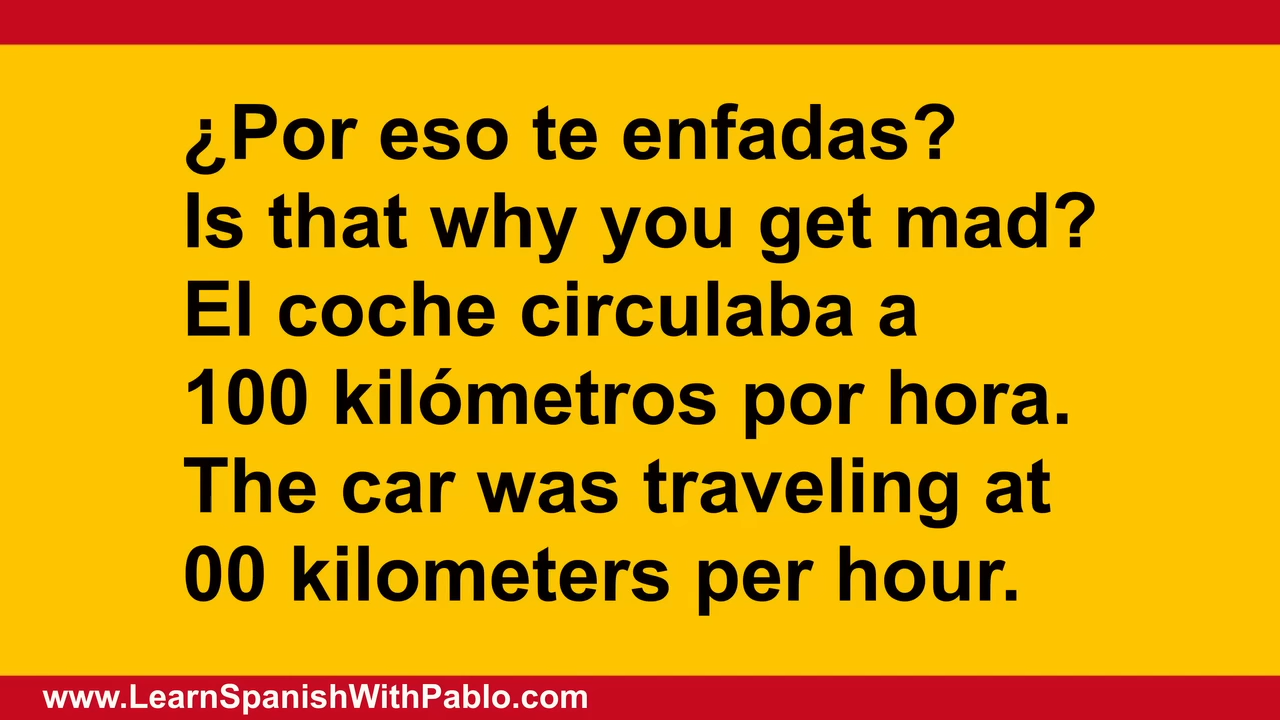 ¿Por eso te enfadas?
Is that why you get mad?
El coche circulaba a
100 kilómetros por hora.
The car was traveling at
00 kilometers per hour.
www.LearnSpanishWithPablo.com